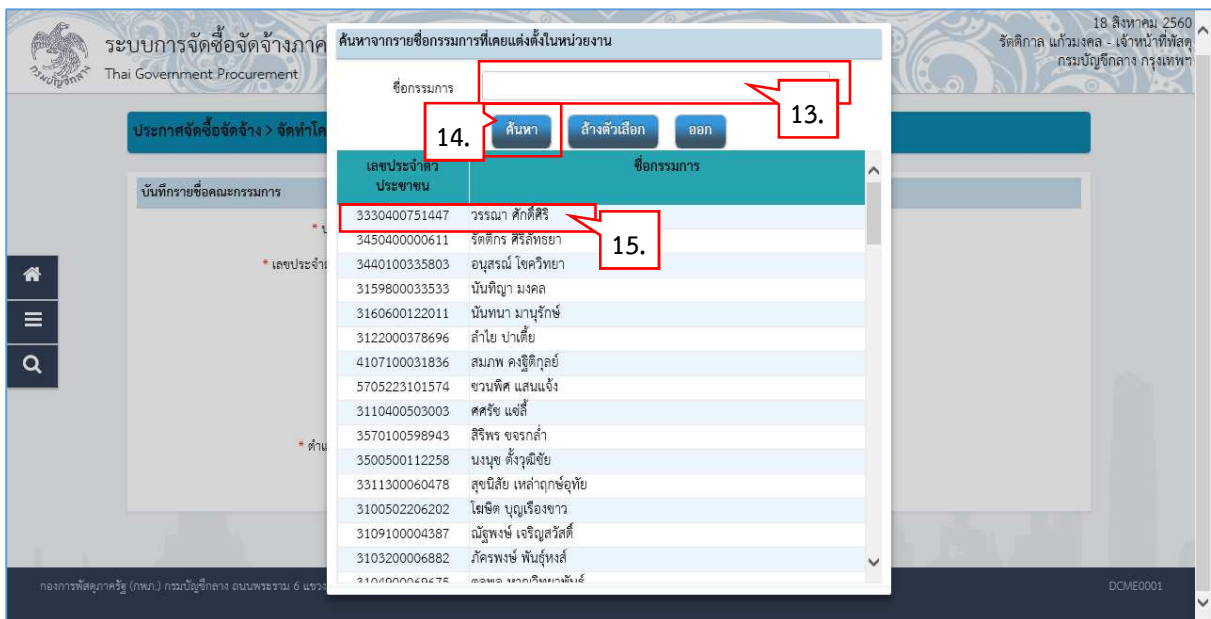 18 สิงหาคม 2560
ระบบการจัดซื้อจัดจ้างภาค
รัตติกาล แก้วมงคล - เจ้าหน้าที่พัสดุ
Thai Government Procurement
กรมบัญชีกลาง กรุงเทพฯ
ค้นหาจากรายชื่อกรรมการที่เคยแต่งตั้งในหน่วยงาน
ชื่อกรรมการ
13.
ประกาศจัดซื้อจัดจ้าง > จัดทำโค
14.
ค้นหา ล้างตัวเลือก ออก
เลขประจำตัว
ประชาชน
ชื่อกรรมการ
บันทึกรายชื่อคณะกรรมการ
* เลขประจำ
* ตำแ
3330400751447 วรรณา ศักดิ์ศิริ
15.
3450400000611 รัตติกร ศิริลัทธยา
3440100335803 อนุสรณ์ โชควิทยา
3159800033533 นันทิญา มงคล
3160600122011 นันทนา มานุรักษ์
3122000378696 ลำไย ปาเตี้ย
4107100031836 สมภพ คงฐิติกุลย์
5705223101574 ชวนพิศ แสนแจ้ง
3110400503003 ศศรัช แซ่ลี้
3570100598943 สิริพร ขจรกล่ำ
3500500112258 นงนุช ตั้งวุฒิชัย
3311300060478 สุขนิสัย เหล่าฤกษ์อุทัย
3100502206202 โฆษิต บุญเรืองขาว
3109100004387 ณัฐพงษ์ เจริญสวัสดิ์
3103200006882 ภัครพงษ์ พันธุ์หงส์
3104900069675
กองการพัสดุภาครัฐ (กพภ.) กรมบัญชีกลาง ถนนพระราม 6 แขวง
DCME0001